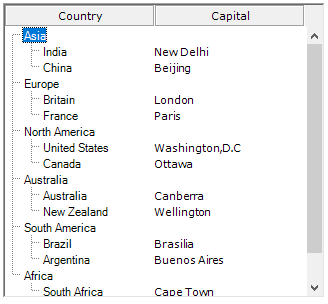 Country Capital
Asia
India New Delhi
China Beijing
Europe
Britain London
France Paris
North America
United States Washington,D.C
Canada Ottawa
Australia
Australia Canberra
New Zealand Wellington
South America
Brazil Brasilia
Argentina Buenos Aires
Africa
South Africa Cape Town